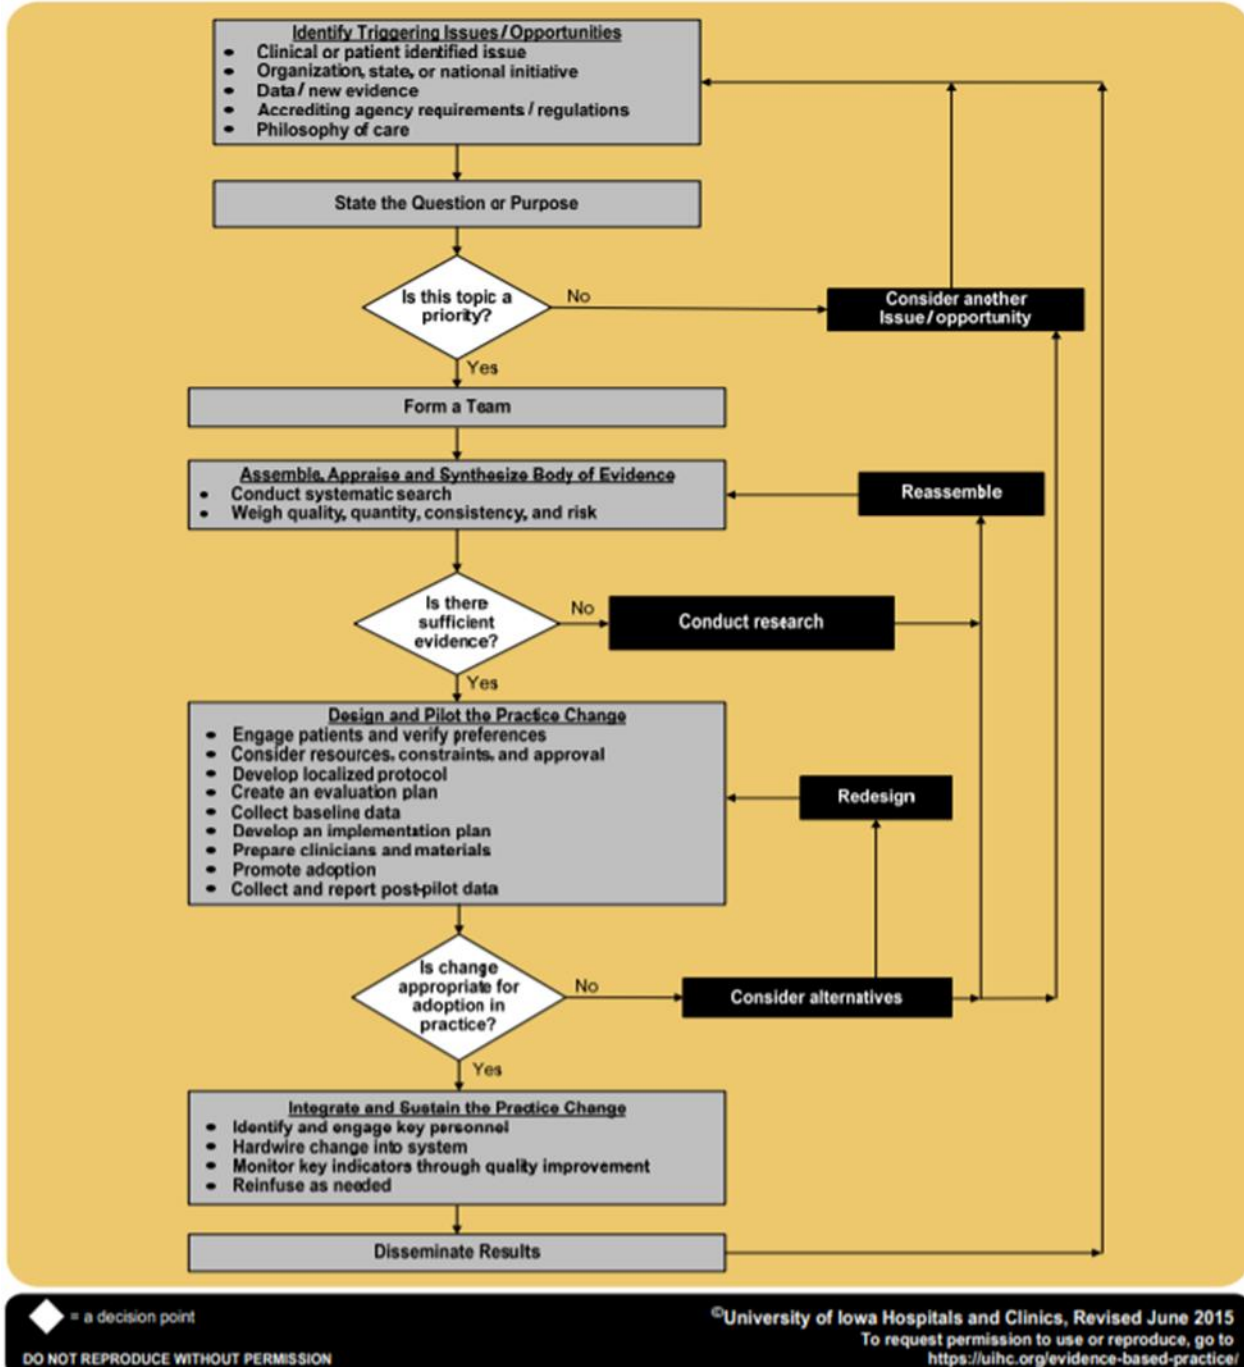 Identify Triggering Issues / Opportunities
• Clinical or patient identified issue
• Organization, state, or national initiative
• Data / new evidence
• Accrediting agency requirements / regulations
• Philosophy of care
State the Question or Purpose
Is this topic a
priority?
No
Consider another
Issue / opportunity
Yes
Form a Team
Assemble, Appraise and Synthesize Body of Evidence
• Conduct systematic search
• Weigh quality, quantity, consistency, and risk
Reassemble
Is there
sufficient
evidence?
No
Conduct research
Yes
Design and Pilot the Practice Change
• Engage patients and verify preferences
• Consider resources, constraints, and approval
• Develop localized protocol
• Create an evaluation plan
• Collect baseline data
• Develop an implementation plan
• Prepare clinicians and materials
• Promote adoption
• Collect and report post-pilot data
Redesign
Is change
appropriate for
adoption in
practice?
No
Consider alternatives
Yes
Integrate and Sustain the Practice Change
• Identify and engage key personnel
• Hardwire change into system
• Monitor key indicators through quality improvement
• Reinfuse as needed
Disseminate Results
= a decision point
©University of Iowa Hospitals and Clinics, Revised June 2015
To request permission to use or reproduce, go to
DO NOT REPRODUCE WITHOUT PERMISSION
https://uihc.org/evidence-based-practice/